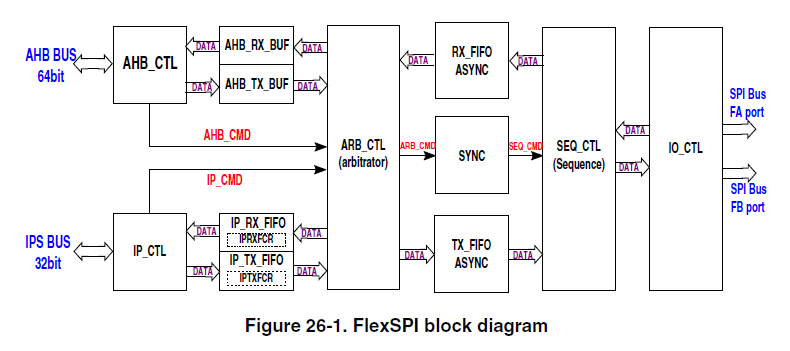 AHB BUS
64bit
AHB_CTL
DATA
AHB_RX_BUF
DATA
DATA
AHB_TX_BUF
DATA
AHB_CMD
IP_CMD
IPS BUS
32bit
IP_CTL
DATA
IP_RX_FIFO
IPRXFCR
DATA
DATA
IP_TX_FIFO
IPTXFCR
DATA
ARB_CTL
(arbitrator)
DATA
RX_FIFO
ASYNC
DATA
ARB_CMD
SYNC
SEQ_CMD
DATA
TX_FIFO
ASYNC
DATA
SEQ_CTL
(Sequence)
DATA
DATA
IO_CTL
SPI Bus
FA port
SPI Bus
FB port
Figure 26-1. FlexSPI block diagram